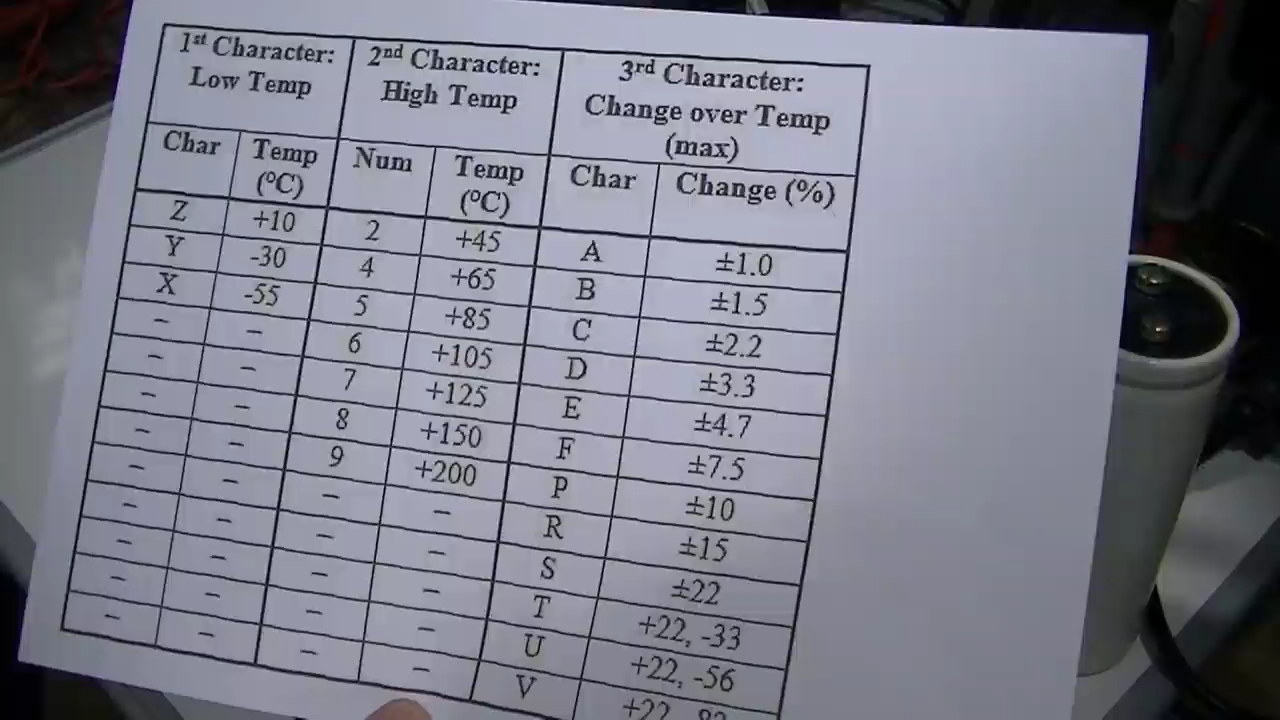 1st Character: 2nd Character: 3rd Character:
Low Temp High Temp Change over Temp
(max)
Char Temp (°C) Num Temp (°C) Char Change (%)
Z +10 2 +45 A ±1.0
Y -30 4 +65 B ±1.5
X -55 5 +85 C ±2.2
– – 6 +105 D ±3.3
– – 7 +125 E ±4.7
– – 8 +150 F ±7.5
– – 9 +200 P ±10
– – – – R ±15
– – – – S ±22
– – – – T +22, -33
– – – – U +22, -56
– – – – V +22,